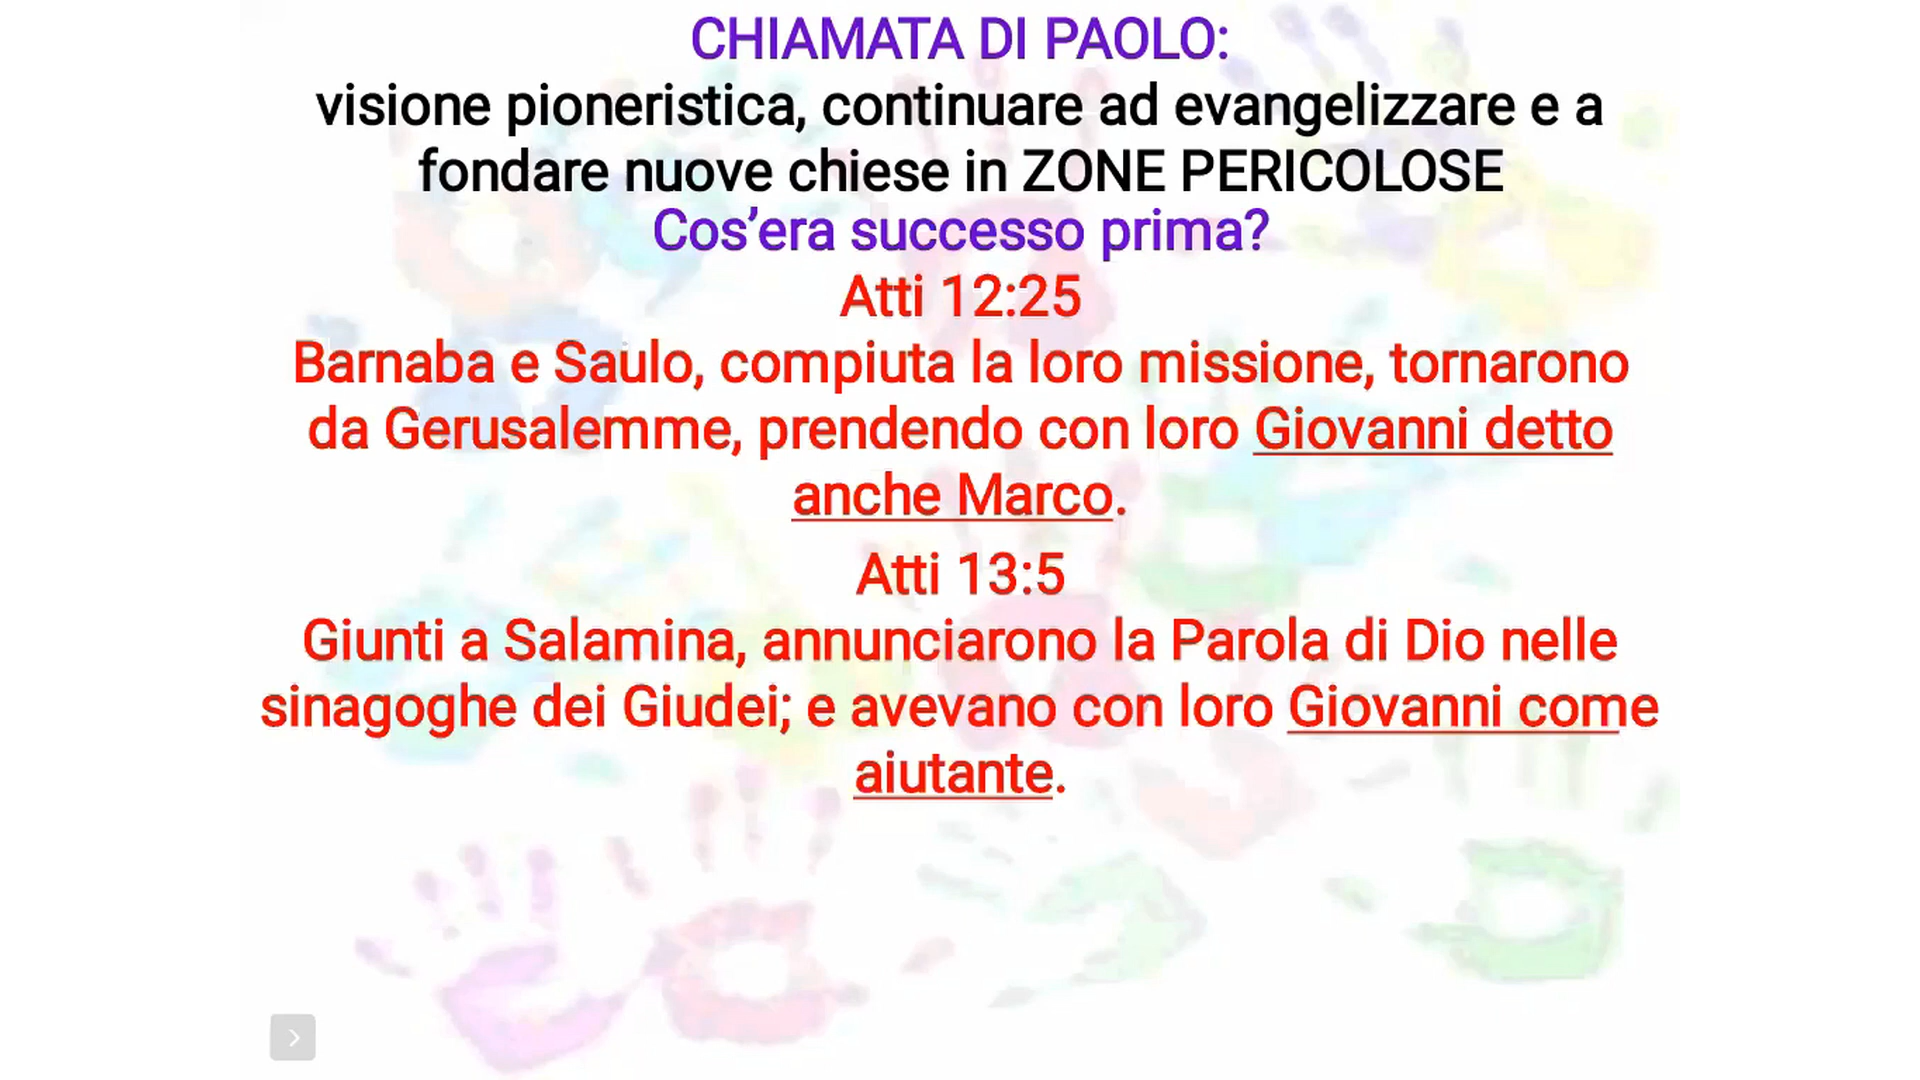 CHIAMATA DI PAOLO:
visione pioneristica, continuare ad evangelizzare e a
fondare nuove chiese in ZONE PERICOLOSE
Cos’era successo prima?
Atti 12:25
Barnaba e Saulo, compiuta la loro missione, tornarono
da Gerusalemme, prendendo con loro Giovanni detto
anche Marco.
Atti 13:5
Giunti a Salamina, annunciarono la Parola di Dio nelle
sinagoghe dei Giudei; e avevano con loro Giovanni come
aiutante.